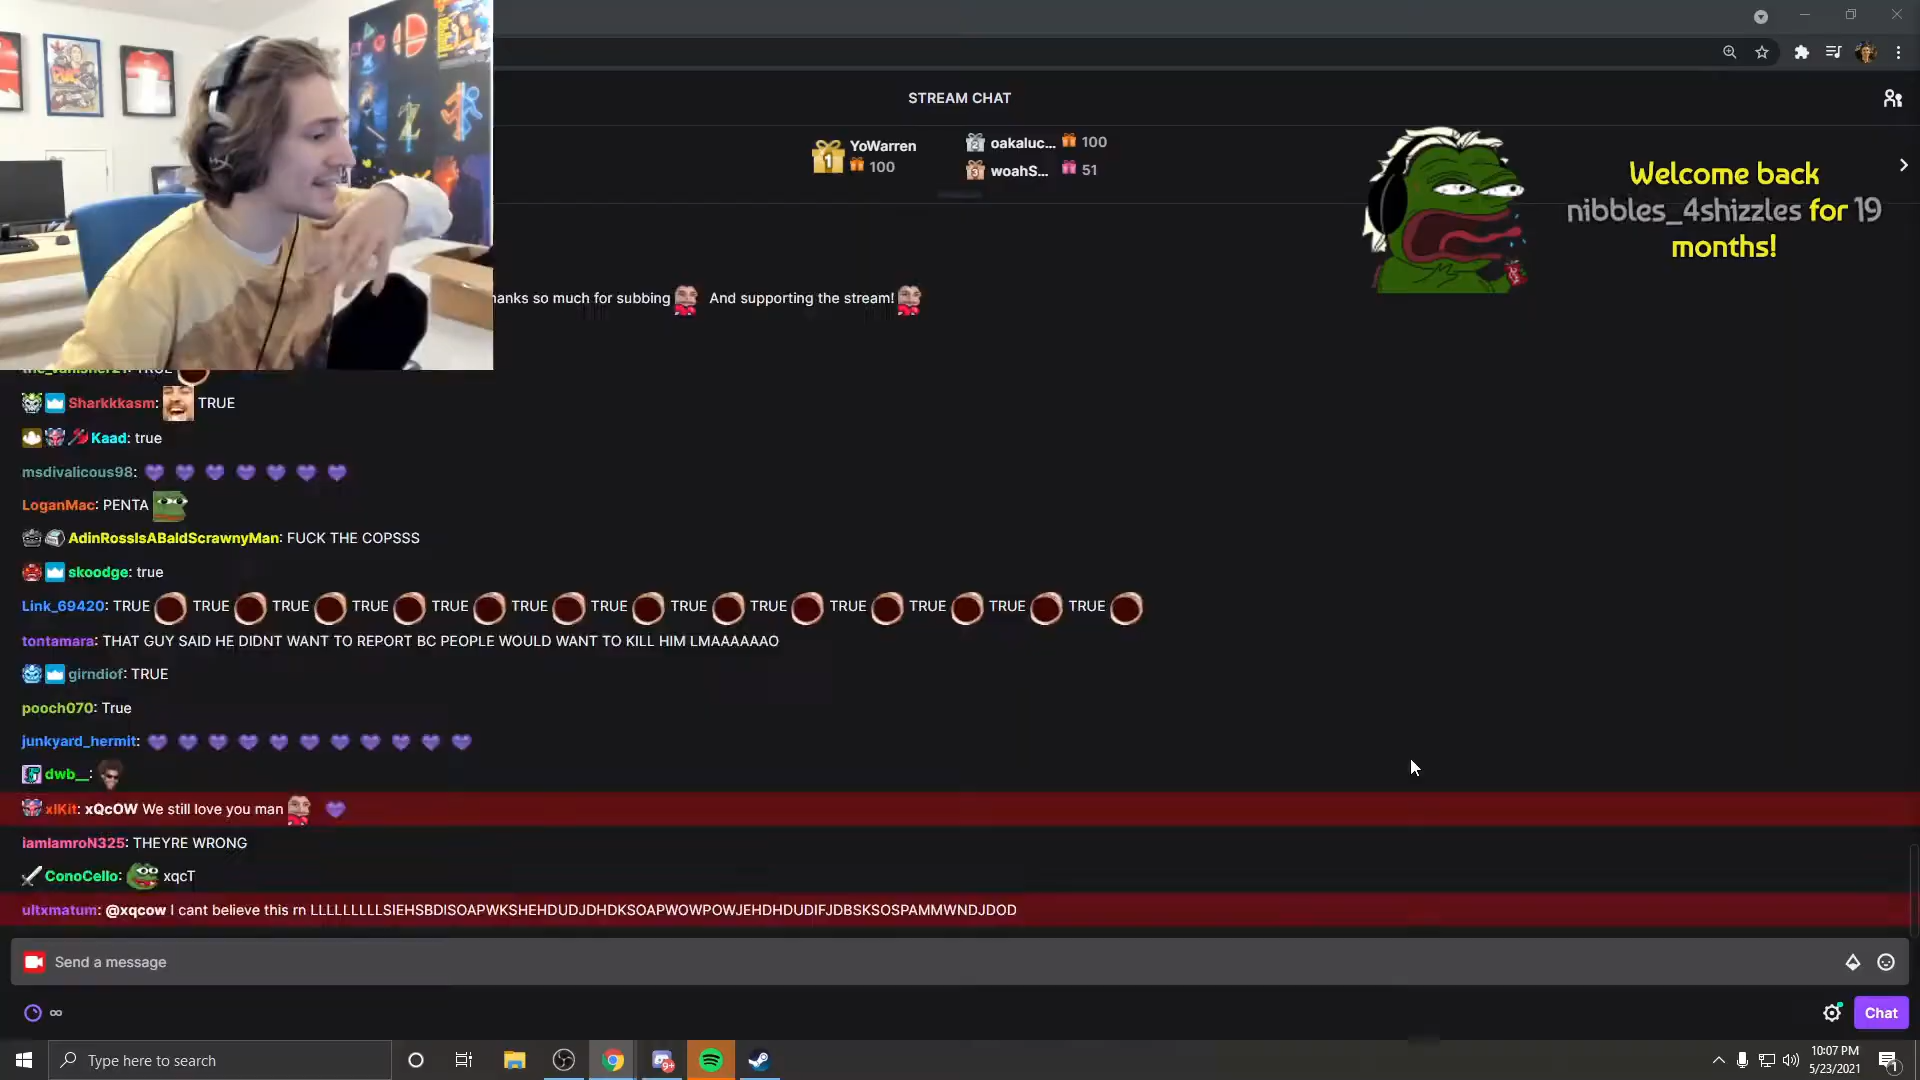 STREAM CHAT
YoWarren
100
oakaluc... 100
woahS... 51
Welcome back
nibbles_4shizzles for 19
months!
hanks so much for subbing And supporting the stream!
Sharkkkasm: TRUE
Kaad: true
msdivalicous98:
LoganMac: PENTA
AdinRossIsABaldScrawnyMan: FUCK THE COPSSS
skoodge: true
Link_69420: TRUE TRUE TRUE TRUE TRUE TRUE TRUE TRUE TRUE TRUE TRUE TRUE TRUE
tontamara: THAT GUY SAID HE DIDNT WANT TO REPORT BC PEOPLE WOULD WANT TO KILL HIM LMAAAAAAO
girndiof: TRUE
pooch070: True
junkyard_hermit:
dwb__:
xlKit: xQcOW We still love you man
iamIamroN325: THEYRE WRONG
ConoCello: xqcT
ultxmatum: @xqcow I cant believe this rn LLLLLLLLLSIEHSBDISOAPWKSHEHDUDJDHDKSOAPWOWPOWJEHDHDUDIFJDBSKSOSPAMMWNDJDOD
Send a message
∞
Chat
Type here to search
9+
10:07 PM
5/23/2021
1